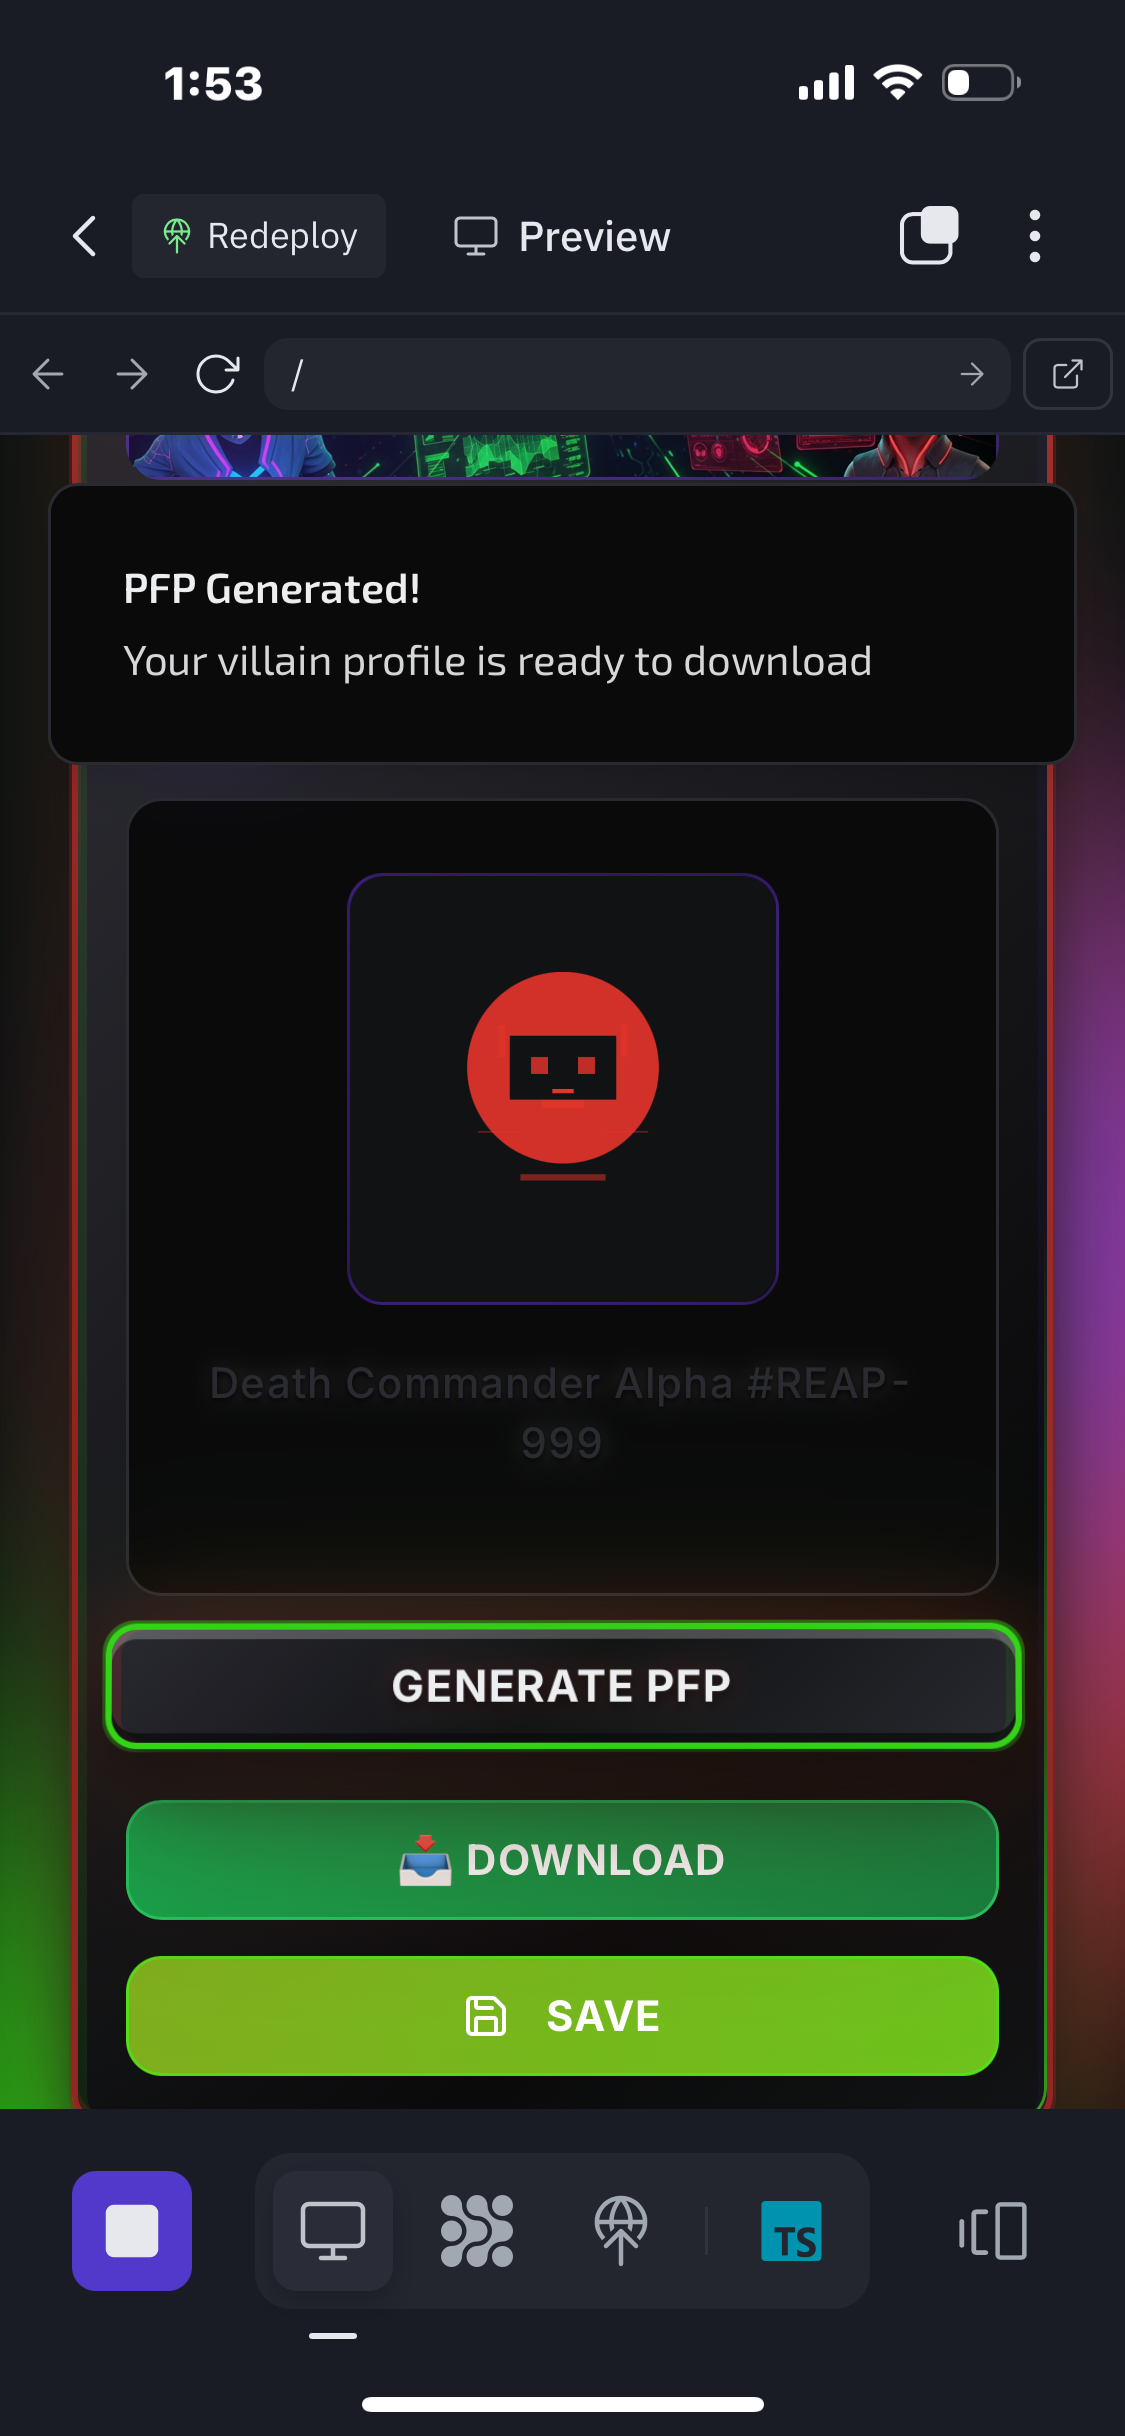 1:53
Redeploy
Preview
/
PFP Generated!
Your villain profile is ready to download
Death Commander Alpha #REAP-
999
GENERATE PFP
DOWNLOAD
SAVE
TS